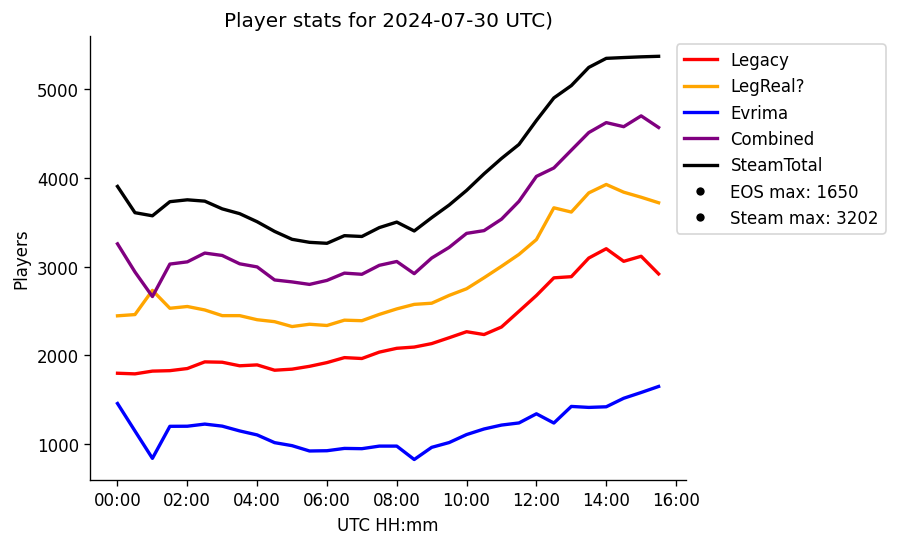 Player stats for 2024-07-30 UTC)
Players
5000
4000
3000
2000
1000
00:00 02:00 04:00 06:00 08:00 10:00 12:00 14:00 16:00
UTC HH:mm
Legacy
LegReal?
Evrima
Combined
SteamTotal
EOS max: 1650
Steam max: 3202